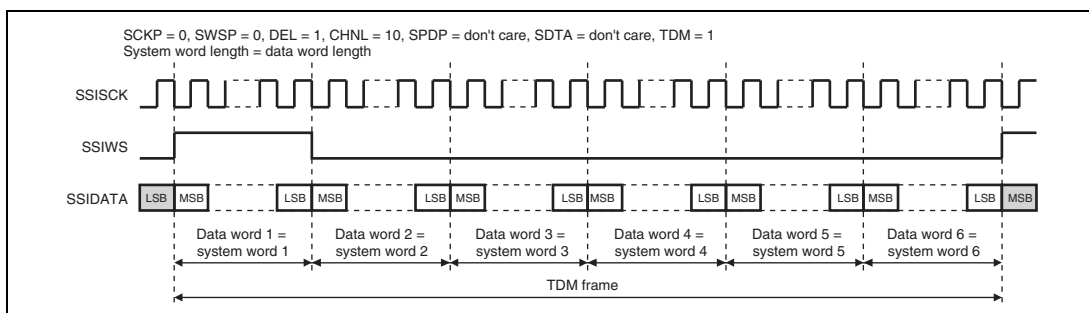 SCKP = 0, SWSP = 0, DEL = 1, CHNL = 10, SPDP = don't care, SDTA = don't care, TDM = 1
System word length = data word length
SSISCK
SSIWS
SSIDATA
LSB MSB LSB MSB LSB MSB LSB MSB LSB MSB LSB MSB LSB MSB
Data word 1 = Data word 2 = Data word 3 = Data word 4 = Data word 5 = Data word 6 =
system word 1 system word 2 system word 3 system word 4 system word 5 system word 6
TDM frame